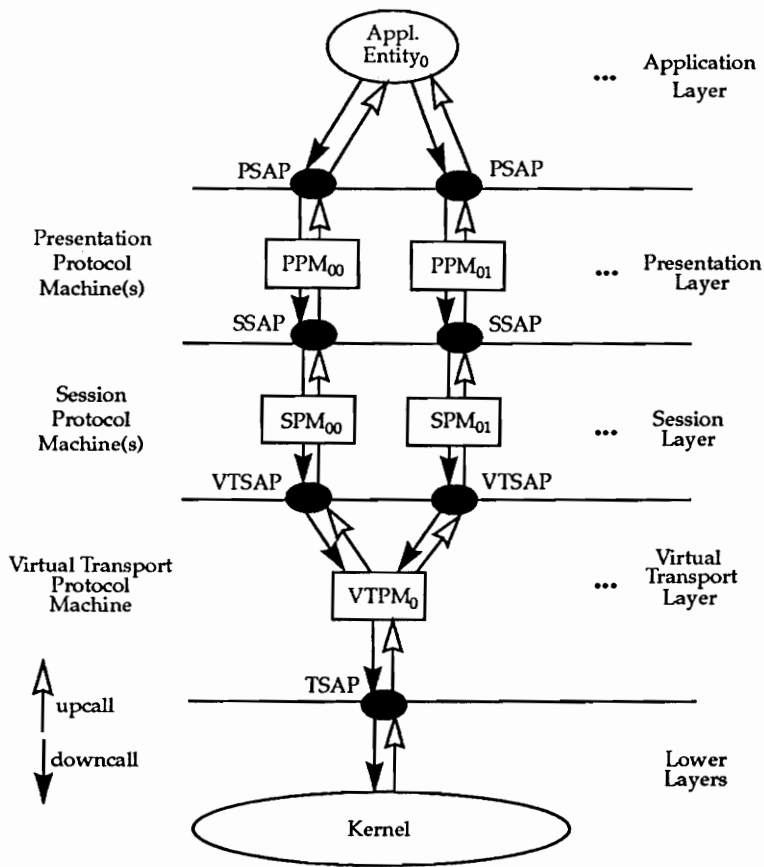 Appl.
Entity₀
... Application
Layer
PSAP
PSAP
Presentation
Protocol
Machine(s)
PPM₀₀
PPM₀₁
... Presentation
Layer
SSAP
SSAP
Session
Protocol
Machine(s)
SPM₀₀
SPM₀₁
... Session
Layer
VTSAP
VTSAP
Virtual Transport
Protocol
Machine
VTPM₀
... Virtual
Transport
Layer
TSAP
upcall
downcall
Lower
Layers
Kernel